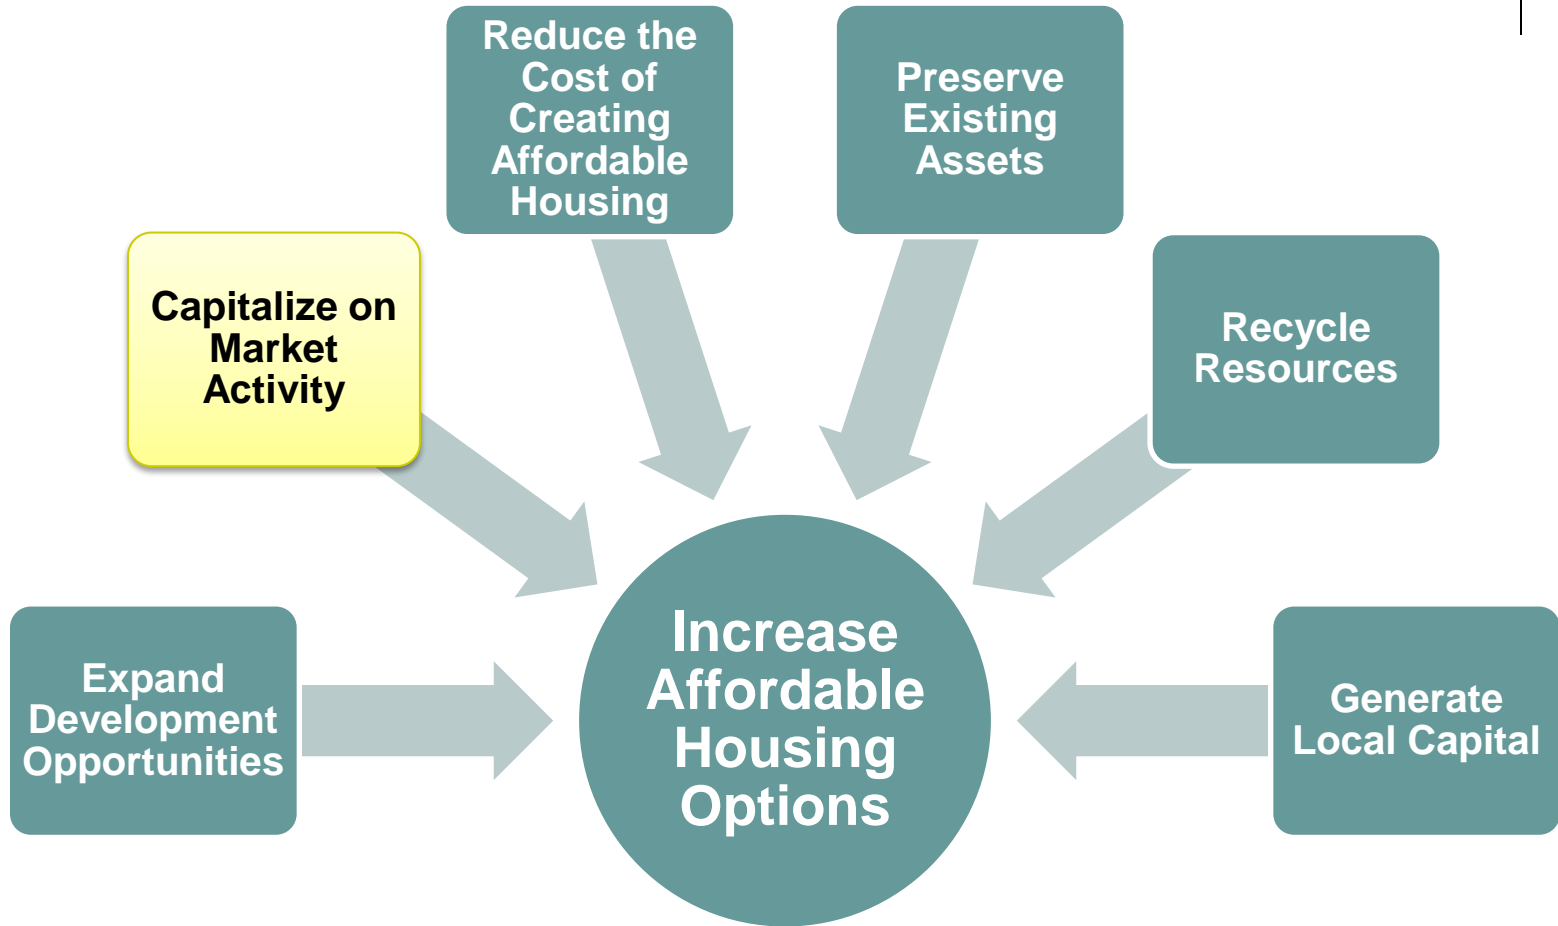 Reduce the
Cost of
Creating
Affordable
Housing
Preserve
Existing
Assets
Capitalize on
Market
Activity
Recycle
Resources
Expand
Development
Opportunities
Increase
Affordable
Housing
Options
Generate
Local Capital